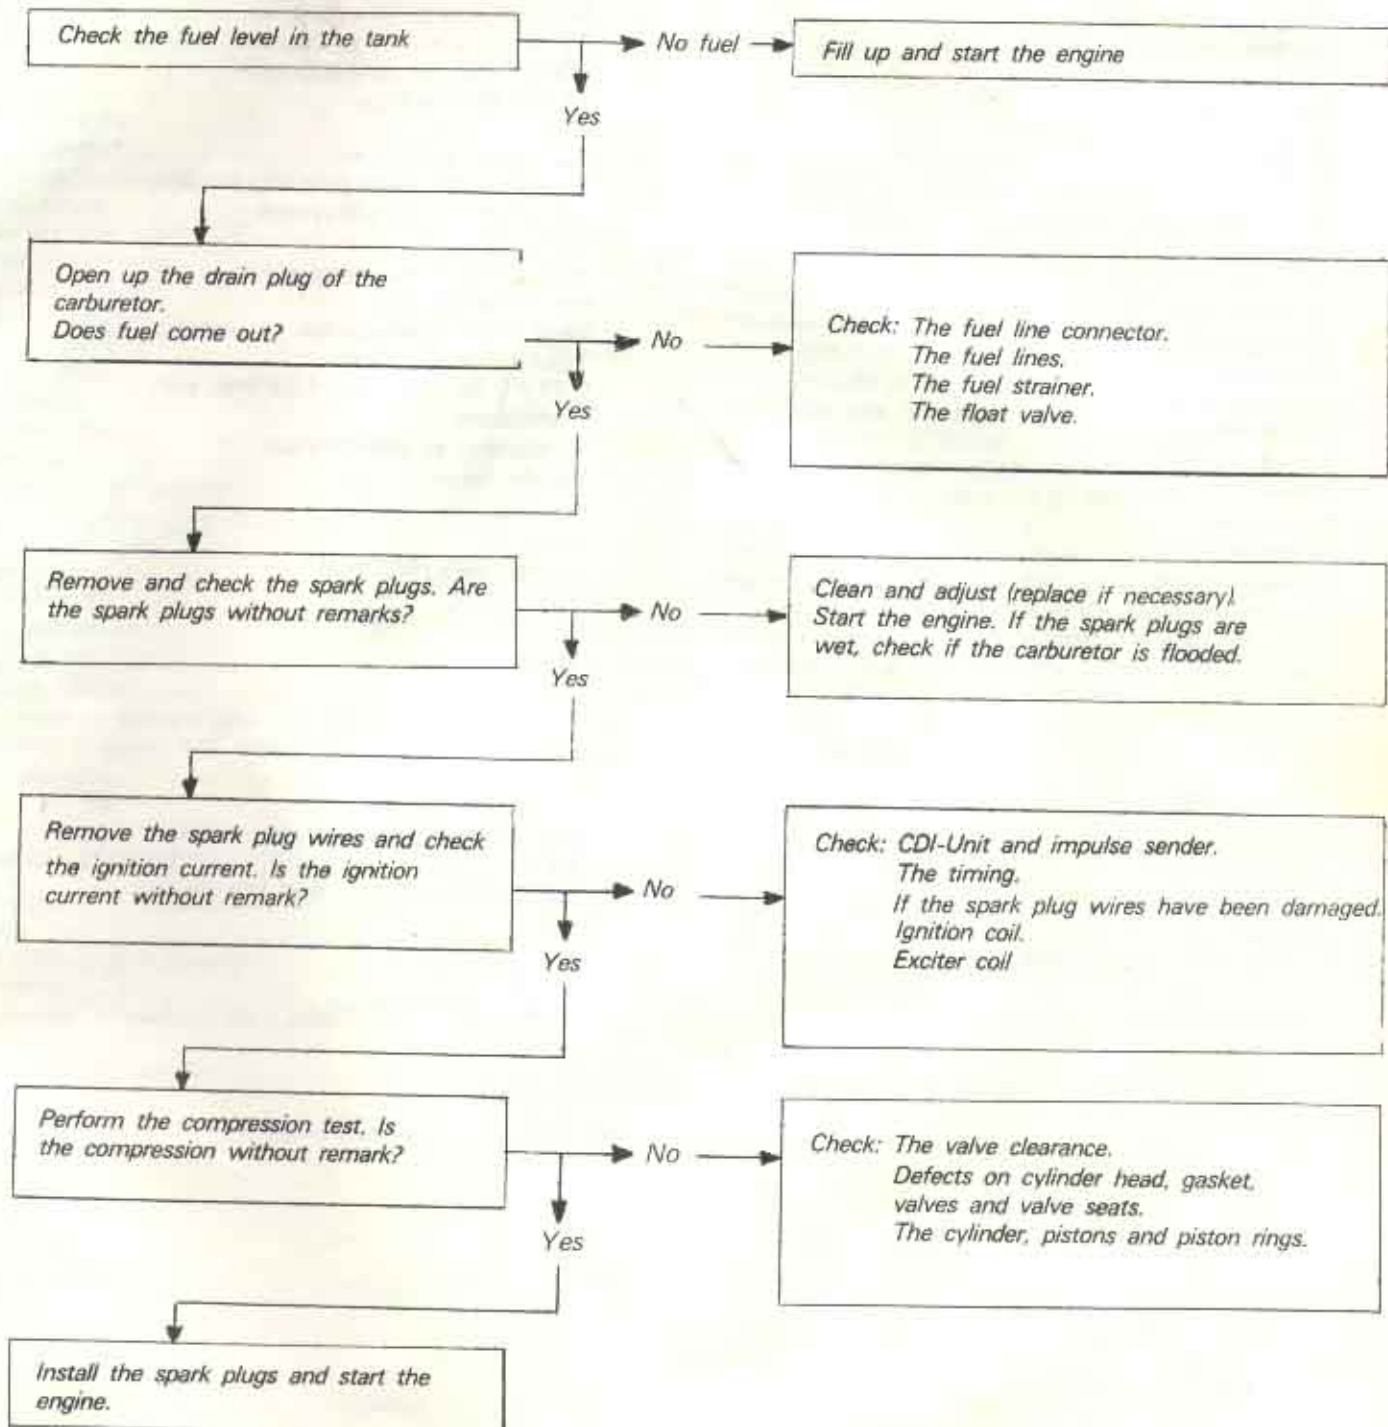 Check the fuel level in the tank
No fuel
Fill up and start the engine
Yes
Open up the drain plug of the
carburetor.
Does fuel come out?
No
Check: The fuel line connector.
The fuel lines.
The fuel strainer.
The float valve.
Yes
Remove and check the spark plugs. Are
the spark plugs without remarks?
No
Clean and adjust (replace if necessary).
Start the engine. If the spark plugs are
wet, check if the carburetor is flooded.
Yes
Remove the spark plug wires and check
the ignition current. Is the ignition
current without remark?
No
Check: CDI-Unit and impulse sender.
The timing.
If the spark plug wires have been damaged.
Ignition coil.
Exciter coil
Yes
Perform the compression test. Is
the compression without remark?
No
Check: The valve clearance.
Defects on cylinder head, gasket,
valves and valve seats.
The cylinder, pistons and piston rings.
Yes
Install the spark plugs and start the
engine.